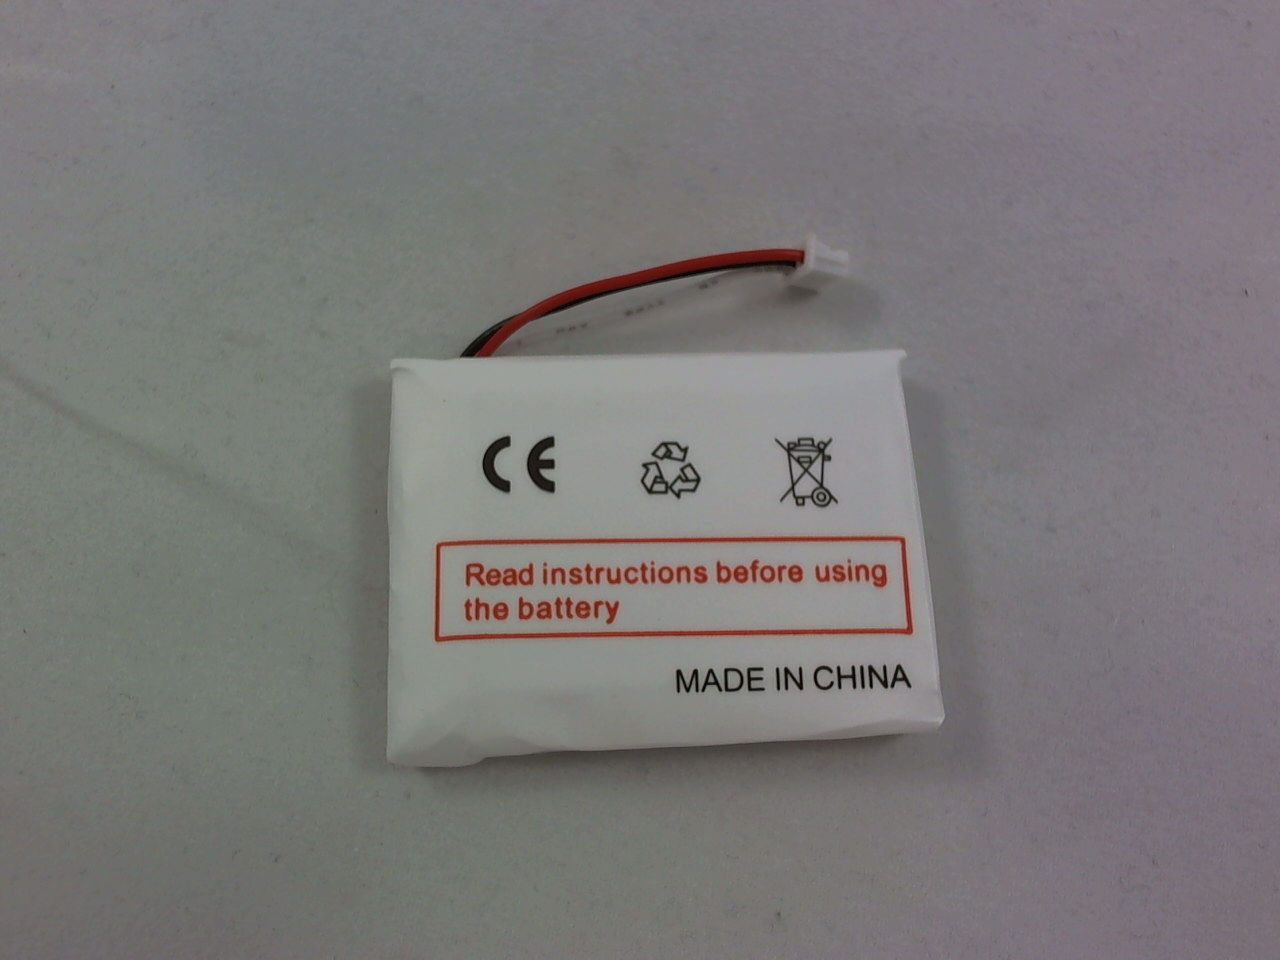 CE
Read instructions before using
the battery
MADE IN CHINA